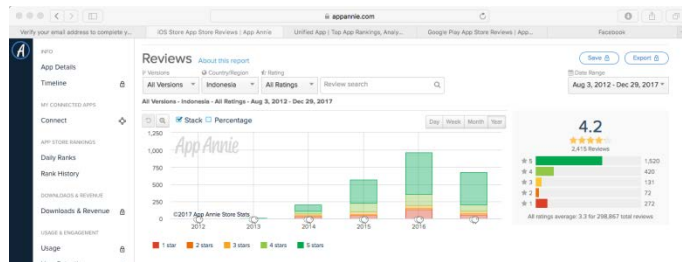 appannie.com
Verify your email address to complete y...
iOS Store App Store Reviews | App Annie
Unified App | Top App Rankings, Analy...
Google Play App Store Reviews | App...
Facebook
INFO
App Details
Timeline
MY CONNECTED APPS
Connect
APP STORE RANKINGS
Daily Ranks
Rank History
DOWNLOADS & REVENUE
Downloads & Revenue
USAGE & ENGAGEMENT
Usage
Reviews About this report
Save
Export
Versions
Country/Region
Rating
Date Range
All Versions
Indonesia
All Ratings
Review search
Aug 3, 2012 - Dec 29, 2017
All Versions - Indonesia - All Ratings - Aug 3, 2012 - Dec 29, 2017
Stack
Percentage
Day Week Month Year
1,250
1,000
750
500
250
0
App Annie
©2017 App Annie Store Stats
2012 2013 2014 2015 2016
1 star 2 stars 3 stars 4 stars 5 stars
4.2
2,415 Reviews
5 1,520
4 420
3 131
2 72
1 272
All ratings average: 3.3 for 298,867 total reviews